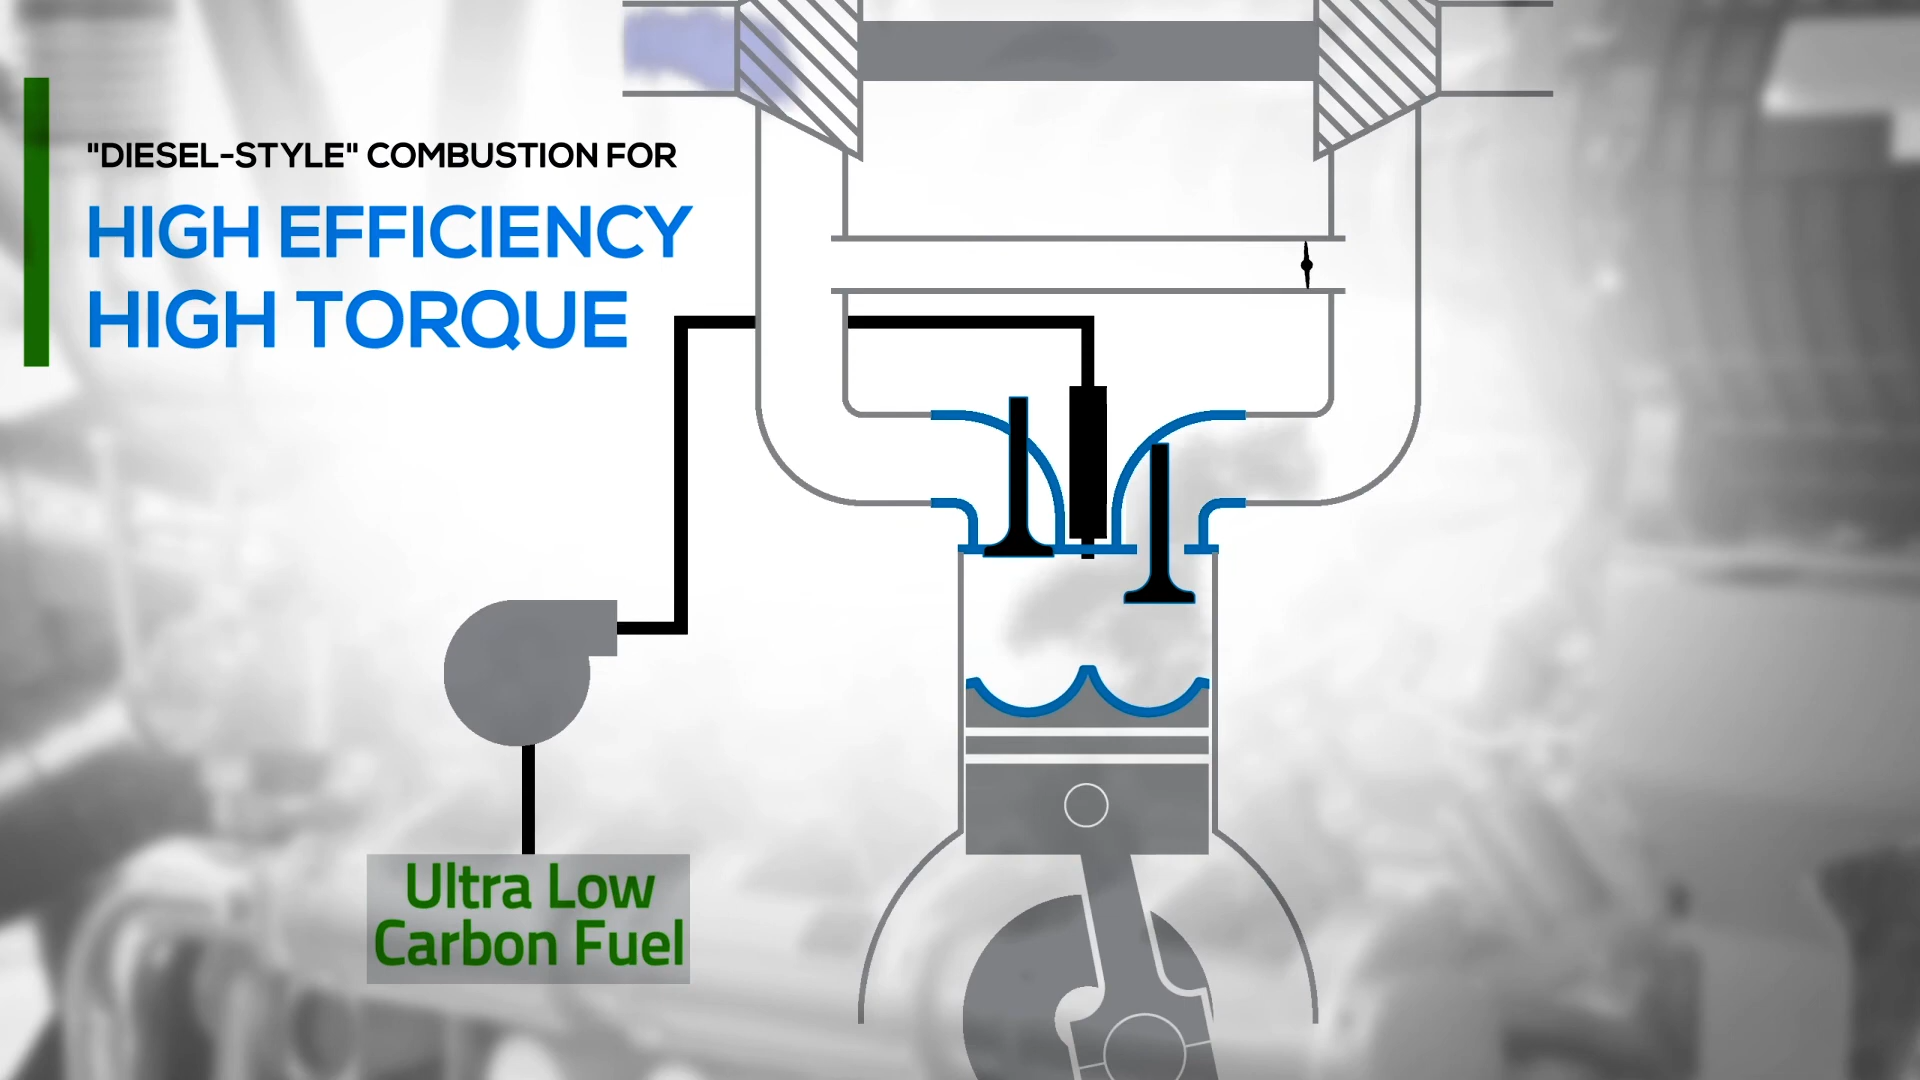 "DIESEL-STYLE" COMBUSTION FOR
HIGH EFFICIENCY
HIGH TORQUE
Ultra Low
Carbon Fuel